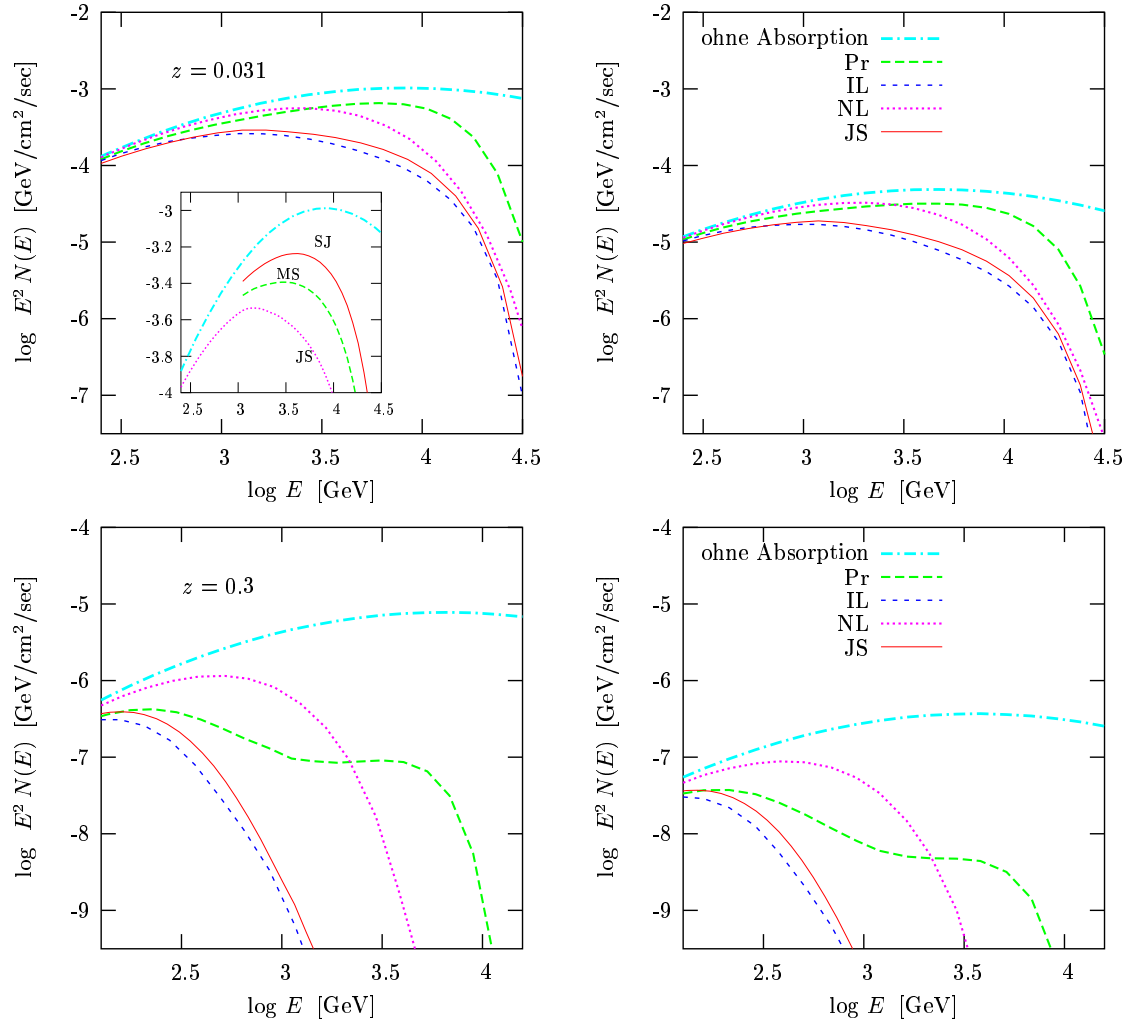 -2
-3
-4
-5
-6
-7
log E² N(E) [GeV/cm²/sec]
z = 0.031
-3
-3.2
-3.4
-3.6
-3.8
-4
SJ
MS
JS
2.5 3 3.5 4 4.5
2.5 3 3.5 4 4.5
log E [GeV]
-2
-3
-4
-5
-6
-7
log E² N(E) [GeV/cm²/sec]
ohne Absorption
Pr
IL
NL
JS
2.5 3 3.5 4 4.5
log E [GeV]
-4
-5
-6
-7
-8
-9
log E² N(E) [GeV/cm²/sec]
z = 0.3
2.5 3 3.5 4
log E [GeV]
-4
-5
-6
-7
-8
-9
log E² N(E) [GeV/cm²/sec]
ohne Absorption
Pr
IL
NL
JS
2.5 3 3.5 4
log E [GeV]